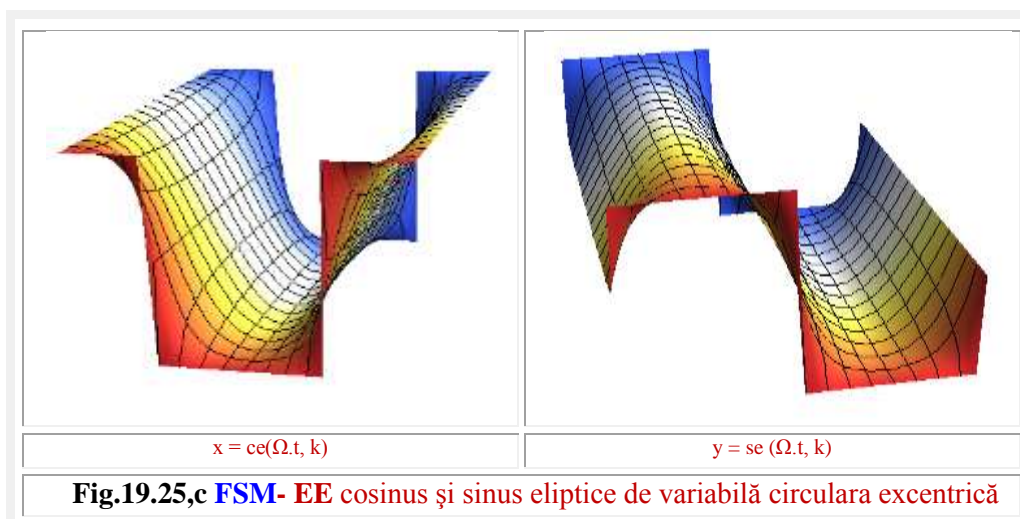 x = ce(Ω.t, k)
y = se (Ω.t, k)
Fig.19.25,c FSM- EE cosinus şi sinus eliptice de variabilă circulara excentrică